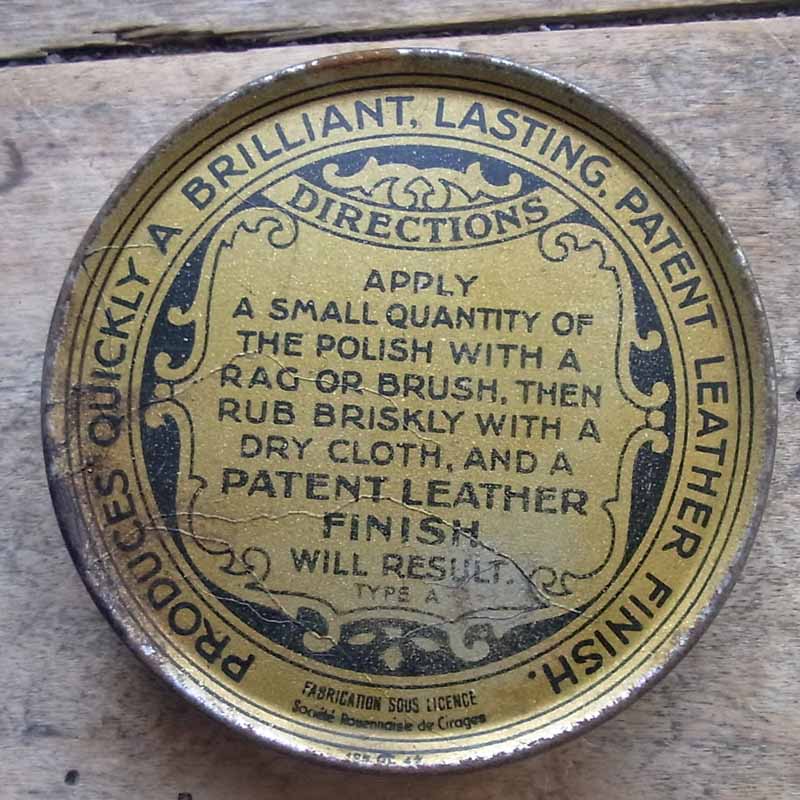 PRODUCES QUICKLY A BRILLIANT, LASTING, PATENT LEATHER FINISH.
DIRECTIONS
APPLY
A SMALL QUANTITY OF
THE POLISH WITH A
RAG OR BRUSH, THEN
RUB BRISKLY WITH A
DRY CLOTH, AND A
PATENT LEATHER
FINISH
WILL RESULT.
TYPE A
FABRICATION SOUS LICENCE
Société Rouennaise de Cirages